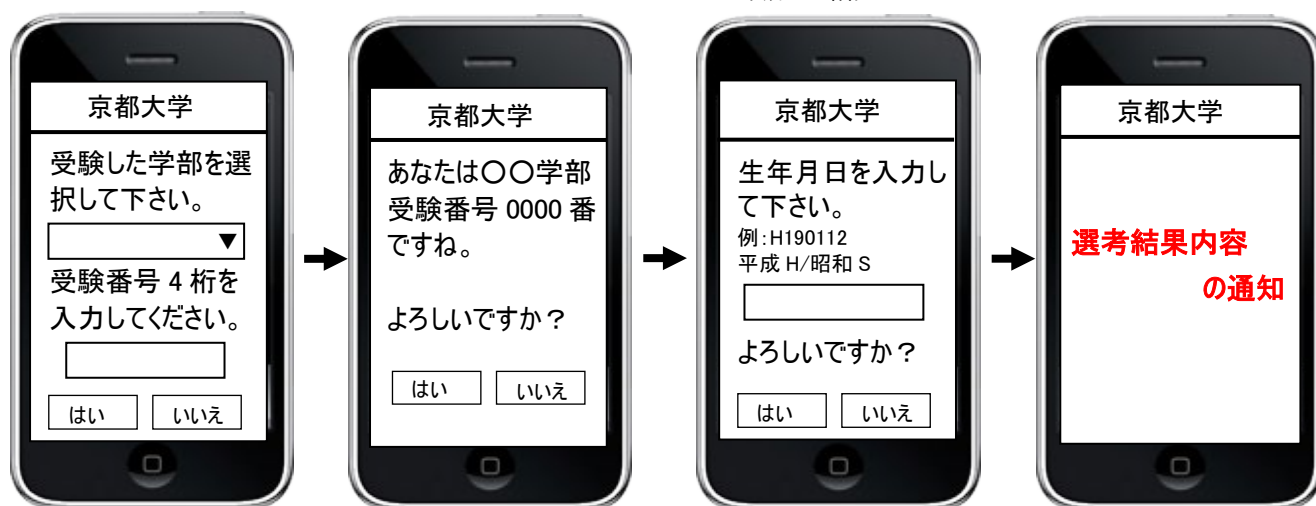 京都大学
受験した学部を選
択して下さい。
▼
受験番号 4 桁を
入力してください。
はい いいえ
京都大学
あなたは〇〇学部
受験番号 0000 番
ですね。
よろしいですか？
はい いいえ
京都大学
生年月日を入力し
て下さい。
例：H190112
平成 H/昭和 S
よろしいですか？
はい いいえ
京都大学
選考結果内容
の通知